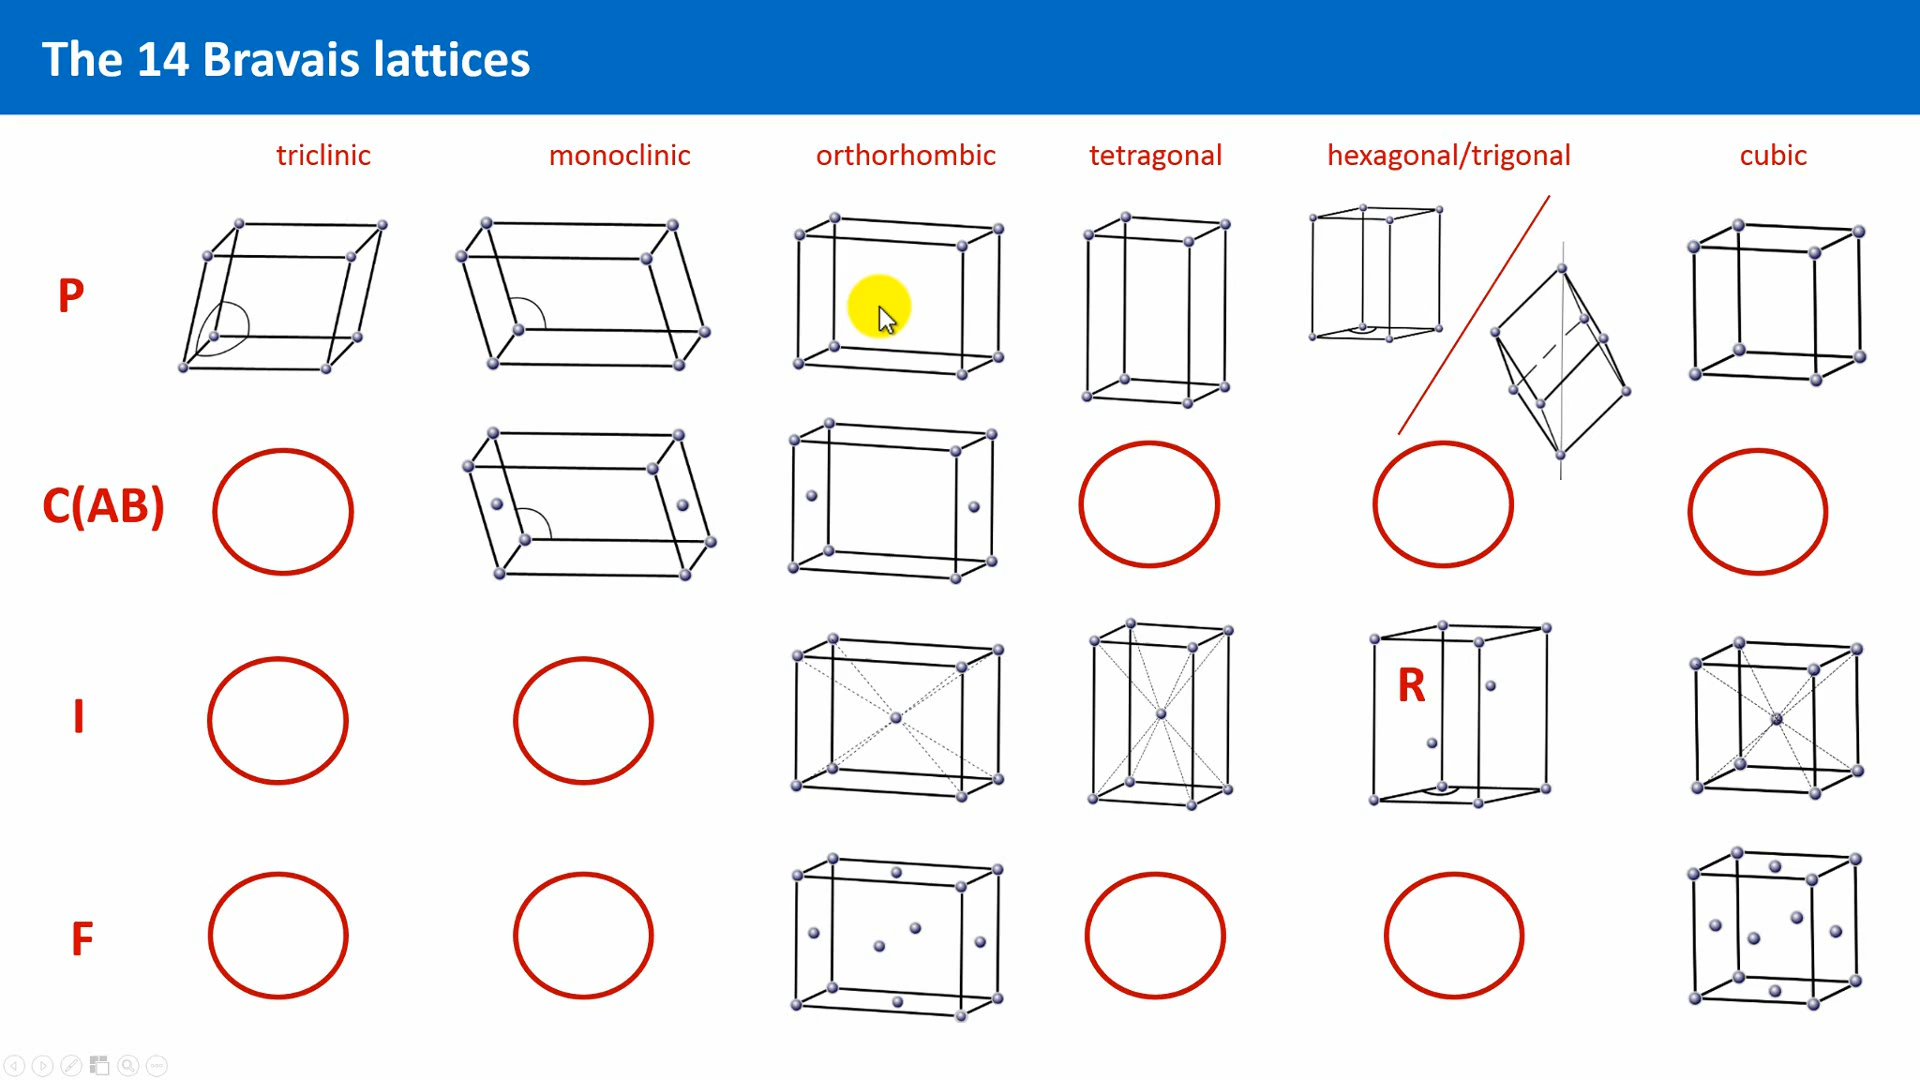 The 14 Bravais lattices
triclinic monoclinic orthorhombic tetragonal hexagonal/trigonal cubic
P
C(AB)
I
R
F